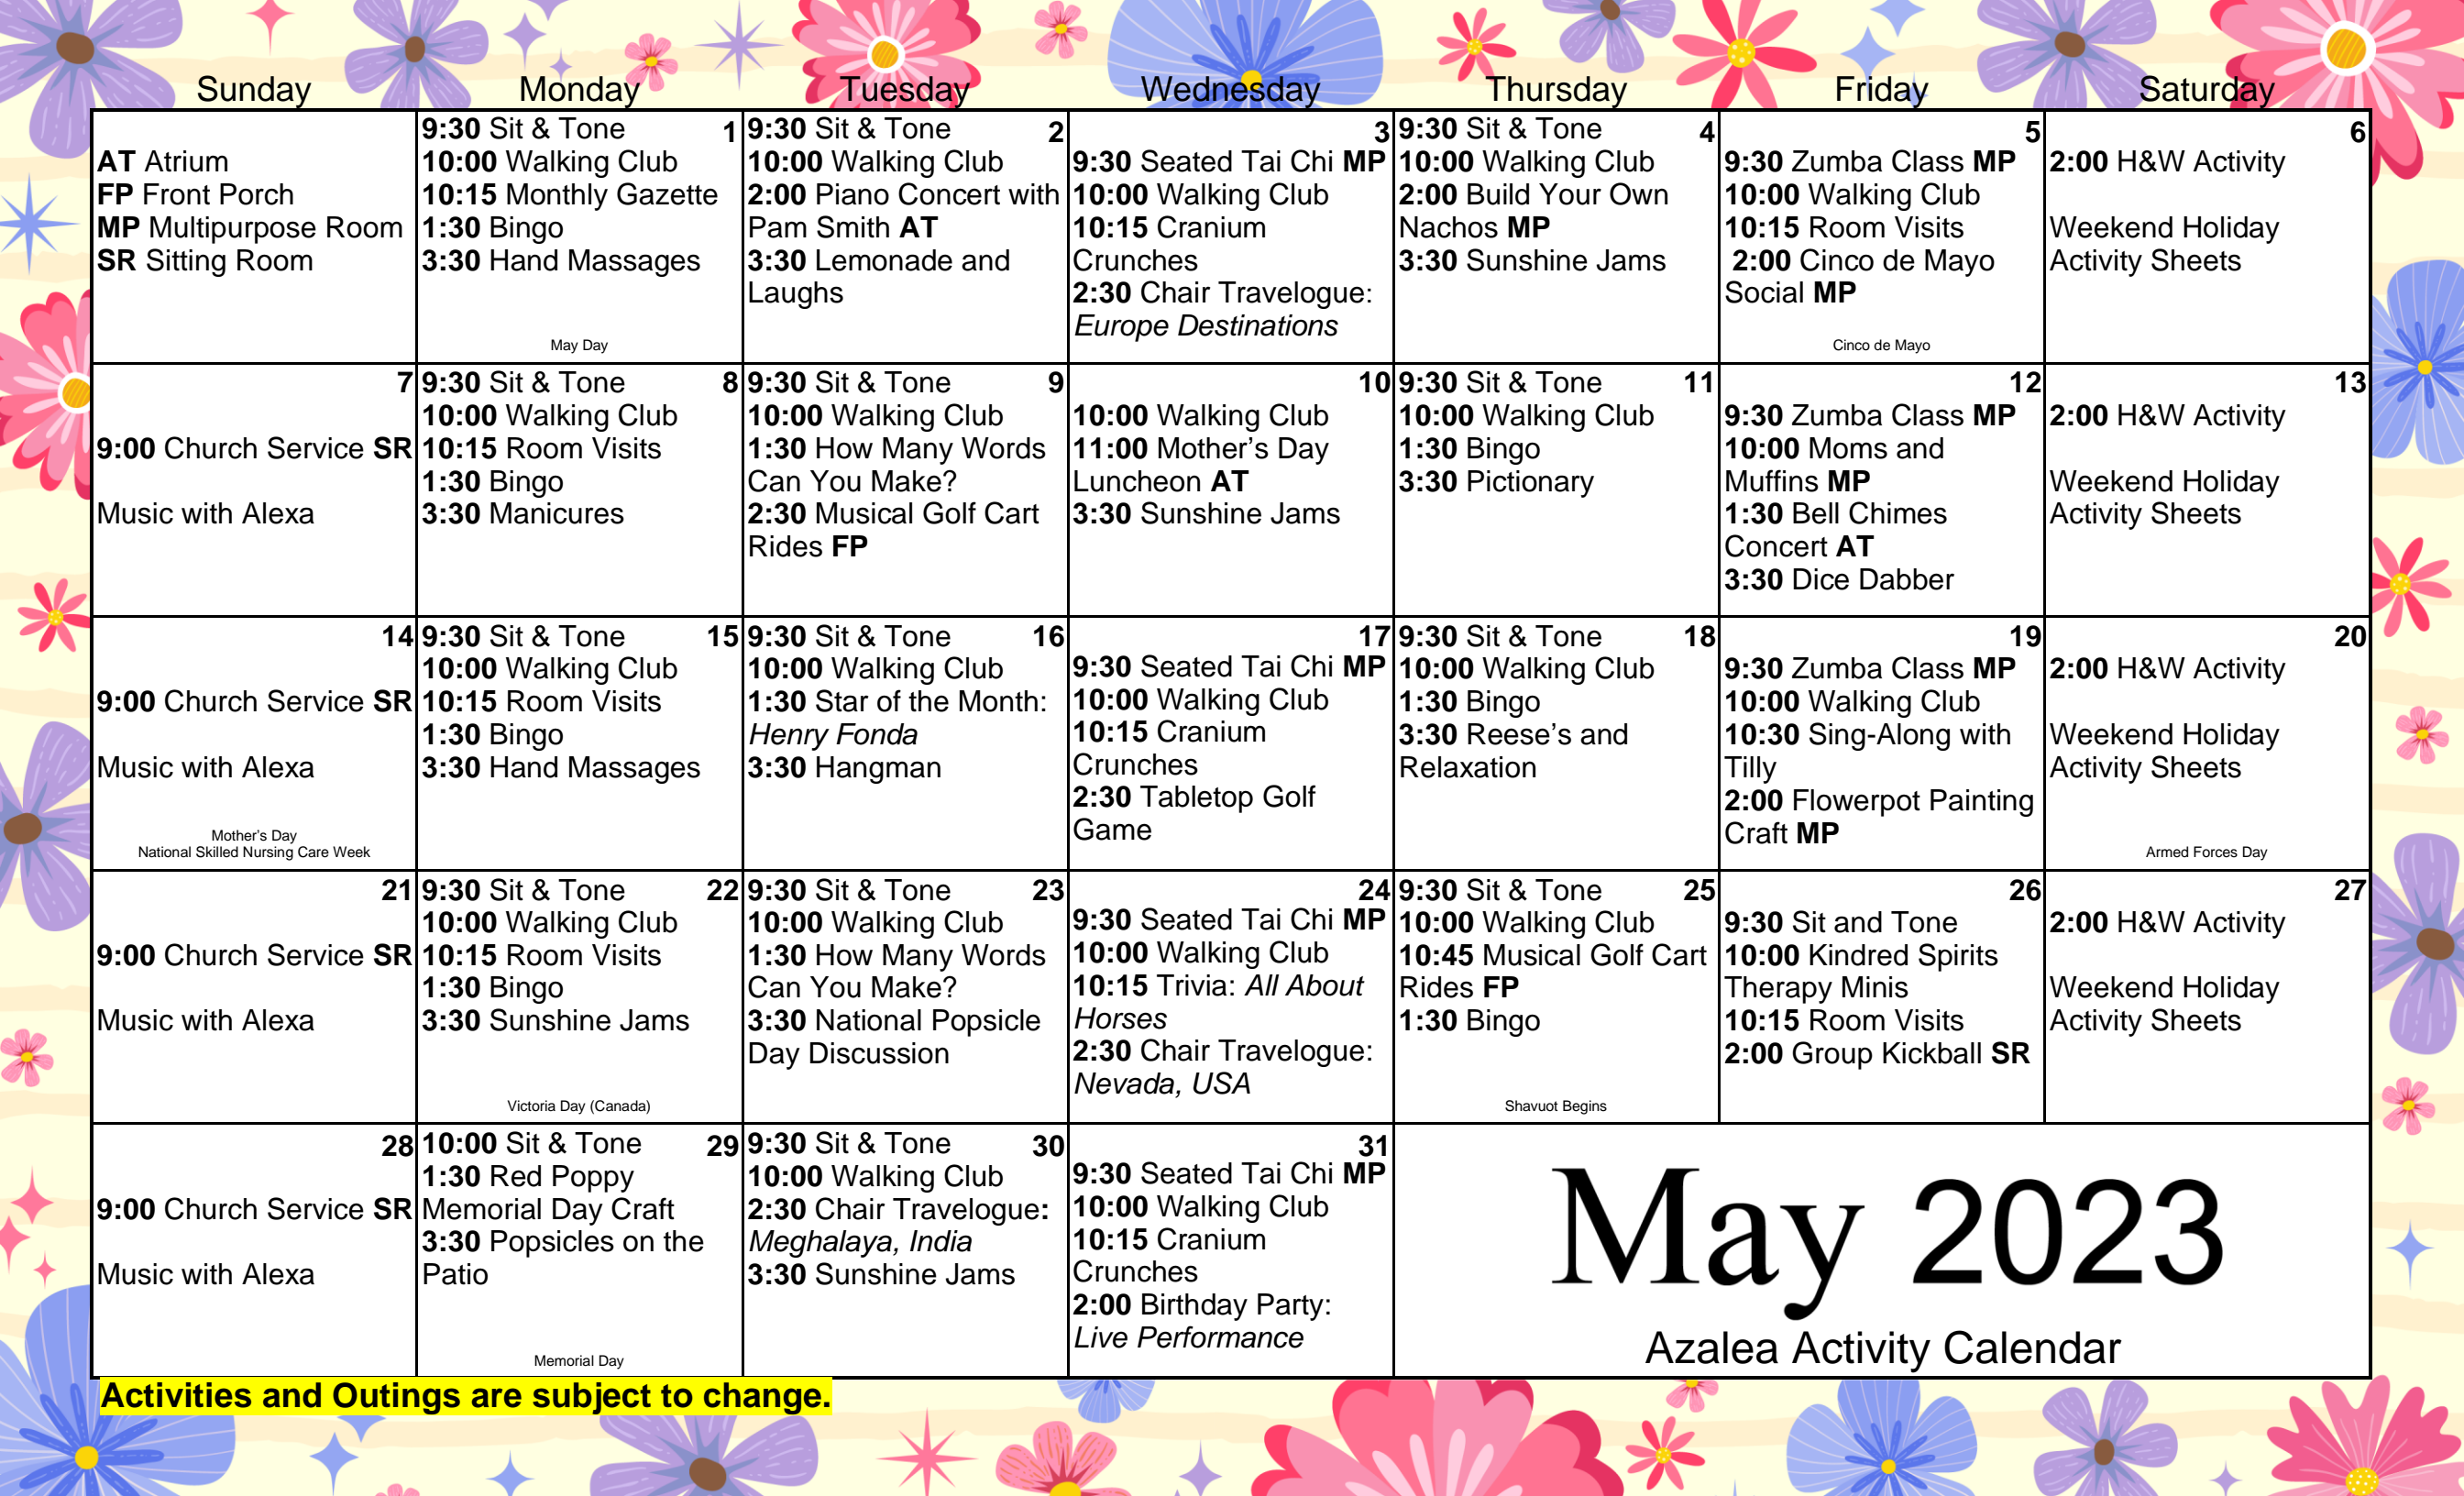 Sunday Monday Tuesday Wednesday Thursday Friday Saturday
AT Atrium
FP Front Porch
MP Multipurpose Room
SR Sitting Room
1
9:30 Sit & Tone
10:00 Walking Club
10:15 Monthly Gazette
1:30 Bingo
3:30 Hand Massages
May Day
2
9:30 Sit & Tone
10:00 Walking Club
2:00 Piano Concert with
Pam Smith AT
3:30 Lemonade and
Laughs
3
9:30 Seated Tai Chi MP
10:00 Walking Club
10:15 Cranium
Crunches
2:30 Chair Travelogue:
Europe Destinations
4
9:30 Sit & Tone
10:00 Walking Club
2:00 Build Your Own
Nachos MP
3:30 Sunshine Jams
5
9:30 Zumba Class MP
10:00 Walking Club
10:15 Room Visits
2:00 Cinco de Mayo
Social MP
Cinco de Mayo
6
2:00 H&W Activity
Weekend Holiday
Activity Sheets
7
9:00 Church Service SR
Music with Alexa
8
9:30 Sit & Tone
10:00 Walking Club
10:15 Room Visits
1:30 Bingo
3:30 Manicures
9
9:30 Sit & Tone
10:00 Walking Club
1:30 How Many Words
Can You Make?
2:30 Musical Golf Cart
Rides FP
10
10:00 Walking Club
11:00 Mother’s Day
Luncheon AT
3:30 Sunshine Jams
11
9:30 Sit & Tone
10:00 Walking Club
1:30 Bingo
3:30 Pictionary
12
9:30 Zumba Class MP
10:00 Moms and
Muffins MP
1:30 Bell Chimes
Concert AT
3:30 Dice Dabber
13
2:00 H&W Activity
Weekend Holiday
Activity Sheets
14
9:00 Church Service SR
Music with Alexa
Mother’s Day
National Skilled Nursing Care Week
15
9:30 Sit & Tone
10:00 Walking Club
10:15 Room Visits
1:30 Bingo
3:30 Hand Massages
16
9:30 Sit & Tone
10:00 Walking Club
1:30 Star of the Month:
Henry Fonda
3:30 Hangman
17
9:30 Seated Tai Chi MP
10:00 Walking Club
10:15 Cranium
Crunches
2:30 Tabletop Golf
Game
18
9:30 Sit & Tone
10:00 Walking Club
1:30 Bingo
3:30 Reese’s and
Relaxation
19
9:30 Zumba Class MP
10:00 Walking Club
10:30 Sing-Along with
Tilly
2:00 Flowerpot Painting
Craft MP
20
2:00 H&W Activity
Weekend Holiday
Activity Sheets
Armed Forces Day
21
9:00 Church Service SR
Music with Alexa
22
9:30 Sit & Tone
10:00 Walking Club
10:15 Room Visits
1:30 Bingo
3:30 Sunshine Jams
Victoria Day (Canada)
23
9:30 Sit & Tone
10:00 Walking Club
1:30 How Many Words
Can You Make?
3:30 National Popsicle
Day Discussion
24
9:30 Seated Tai Chi MP
10:00 Walking Club
10:15 Trivia: All About
Horses
2:30 Chair Travelogue:
Nevada, USA
25
9:30 Sit & Tone
10:00 Walking Club
10:45 Musical Golf Cart
Rides FP
1:30 Bingo
Shavuot Begins
26
9:30 Sit and Tone
10:00 Kindred Spirits
Therapy Minis
10:15 Room Visits
2:00 Group Kickball SR
27
2:00 H&W Activity
Weekend Holiday
Activity Sheets
28
9:00 Church Service SR
Music with Alexa
29
10:00 Sit & Tone
1:30 Red Poppy
Memorial Day Craft
3:30 Popsicles on the
Patio
Memorial Day
30
9:30 Sit & Tone
10:00 Walking Club
2:30 Chair Travelogue:
Meghalaya, India
3:30 Sunshine Jams
31
9:30 Seated Tai Chi MP
10:00 Walking Club
10:15 Cranium
Crunches
2:00 Birthday Party:
Live Performance
May 2023
Azalea Activity Calendar
Activities and Outings are subject to change.